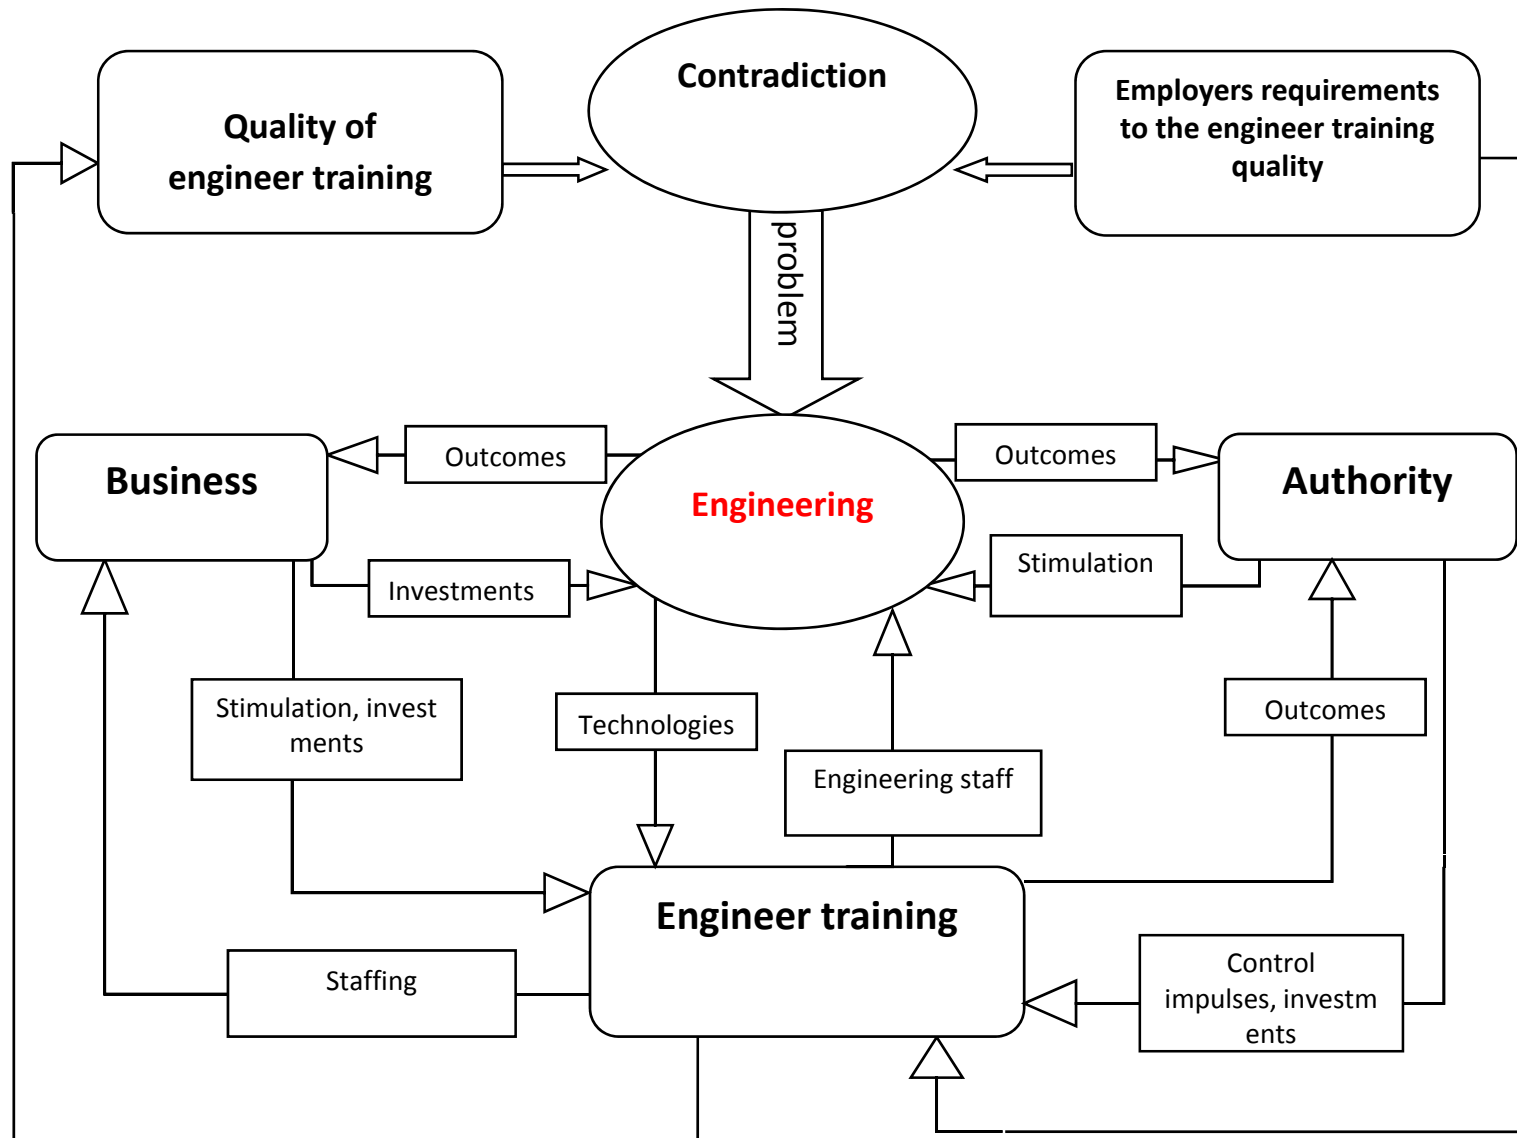 Contradiction
Quality of
engineer training
Employers requirements
to the engineer training
quality
problem
Outcomes
Outcomes
Business
Engineering
Authority
Investments
Stimulation
Stimulation, invest
ments
Technologies
Engineering staff
Outcomes
Engineer training
Staffing
Control
impulses, investm
ents